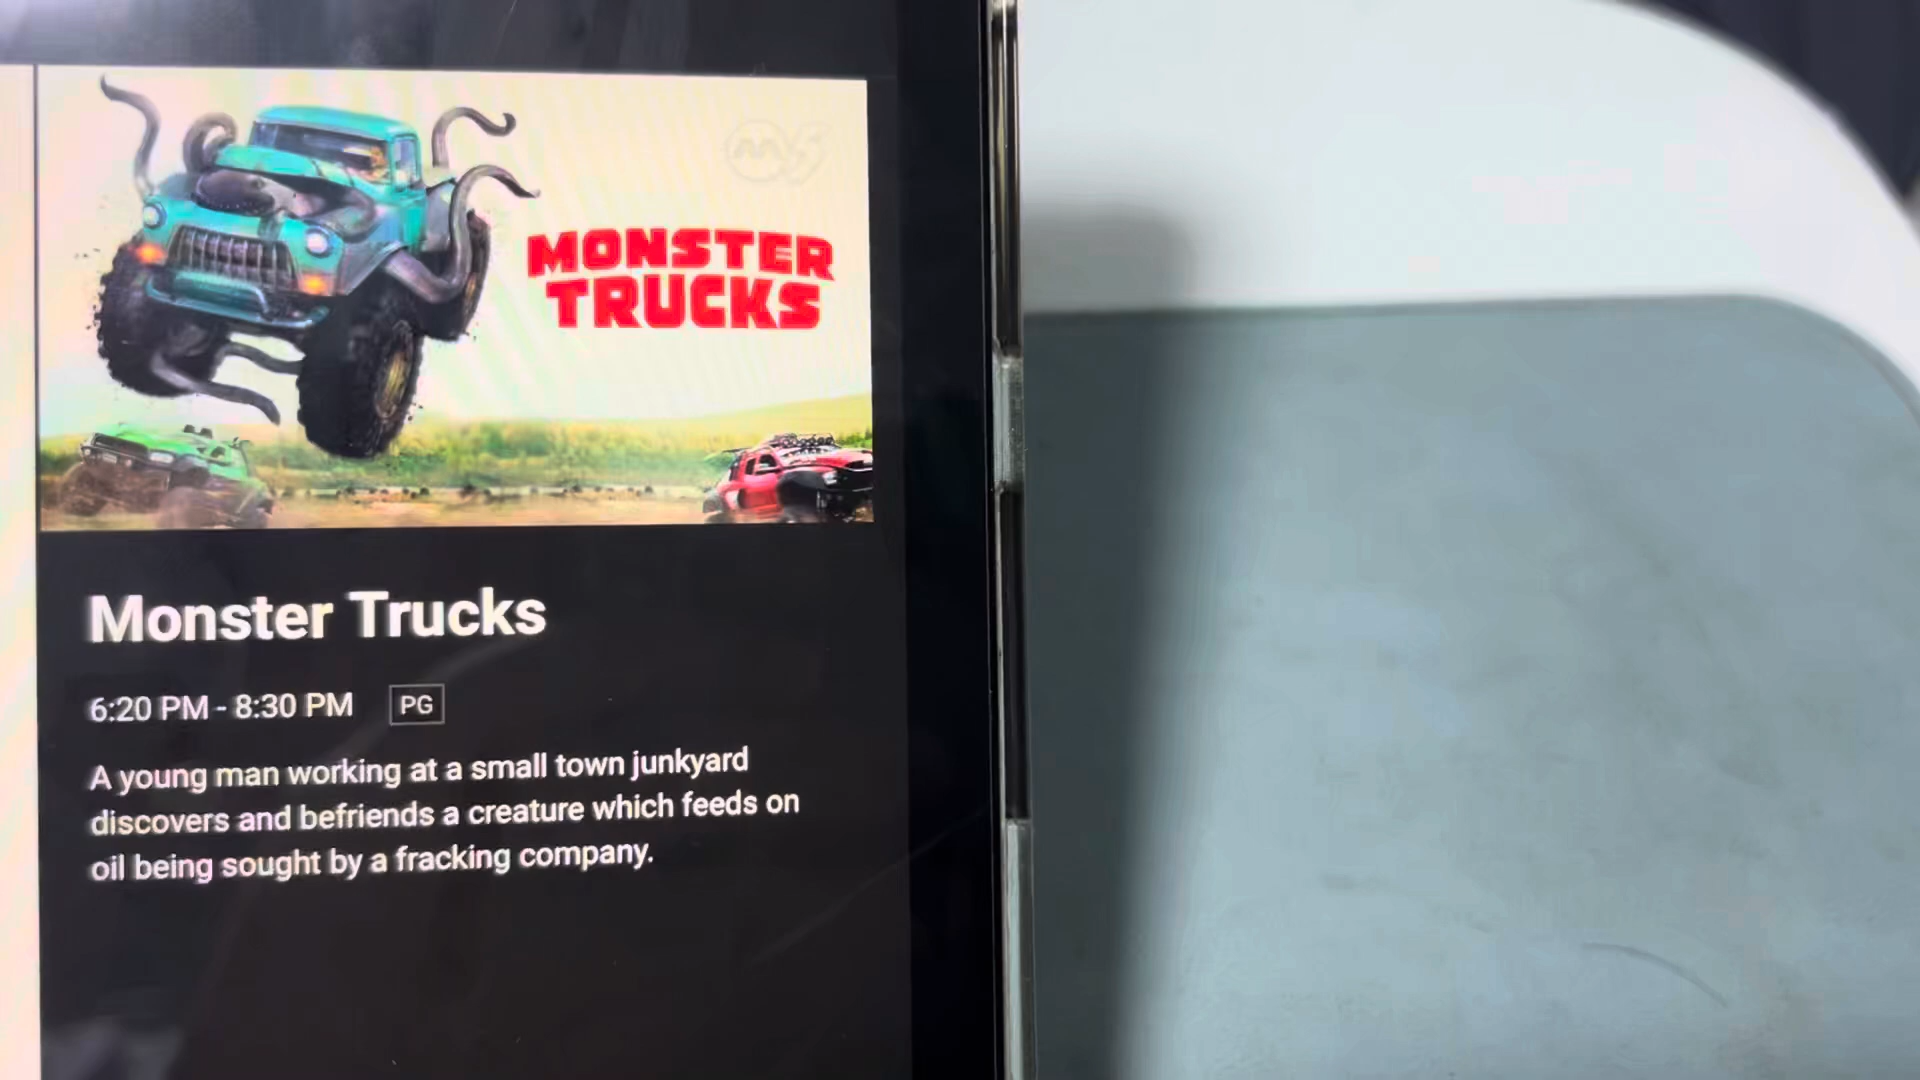 MONSTER
TRUCKS
Monster Trucks
6:20 PM - 8:30 PM PG
A young man working at a small town junkyard
discovers and befriends a creature which feeds on
oil being sought by a fracking company.